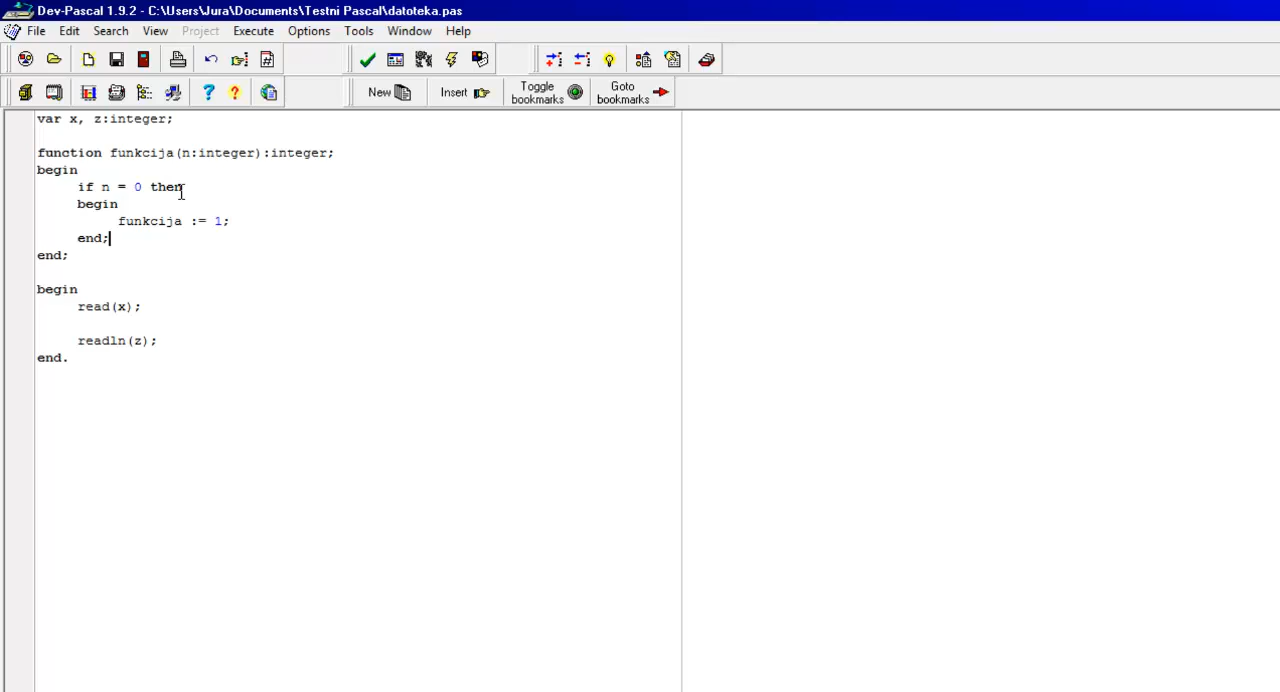 Dev-Pascal 1.9.2 - C:\Users\Jura\Documents\Testni Pascal\datoteka.pas
File Edit Search View Project Execute Options Tools Window Help
New Insert Toggle bookmarks Goto bookmarks
var x, z:integer;
function funkcija(n:integer):integer;
begin
if n = 0 then
begin
funkcija := 1;
end;
end;
begin
read(x);
readln(z);
end.